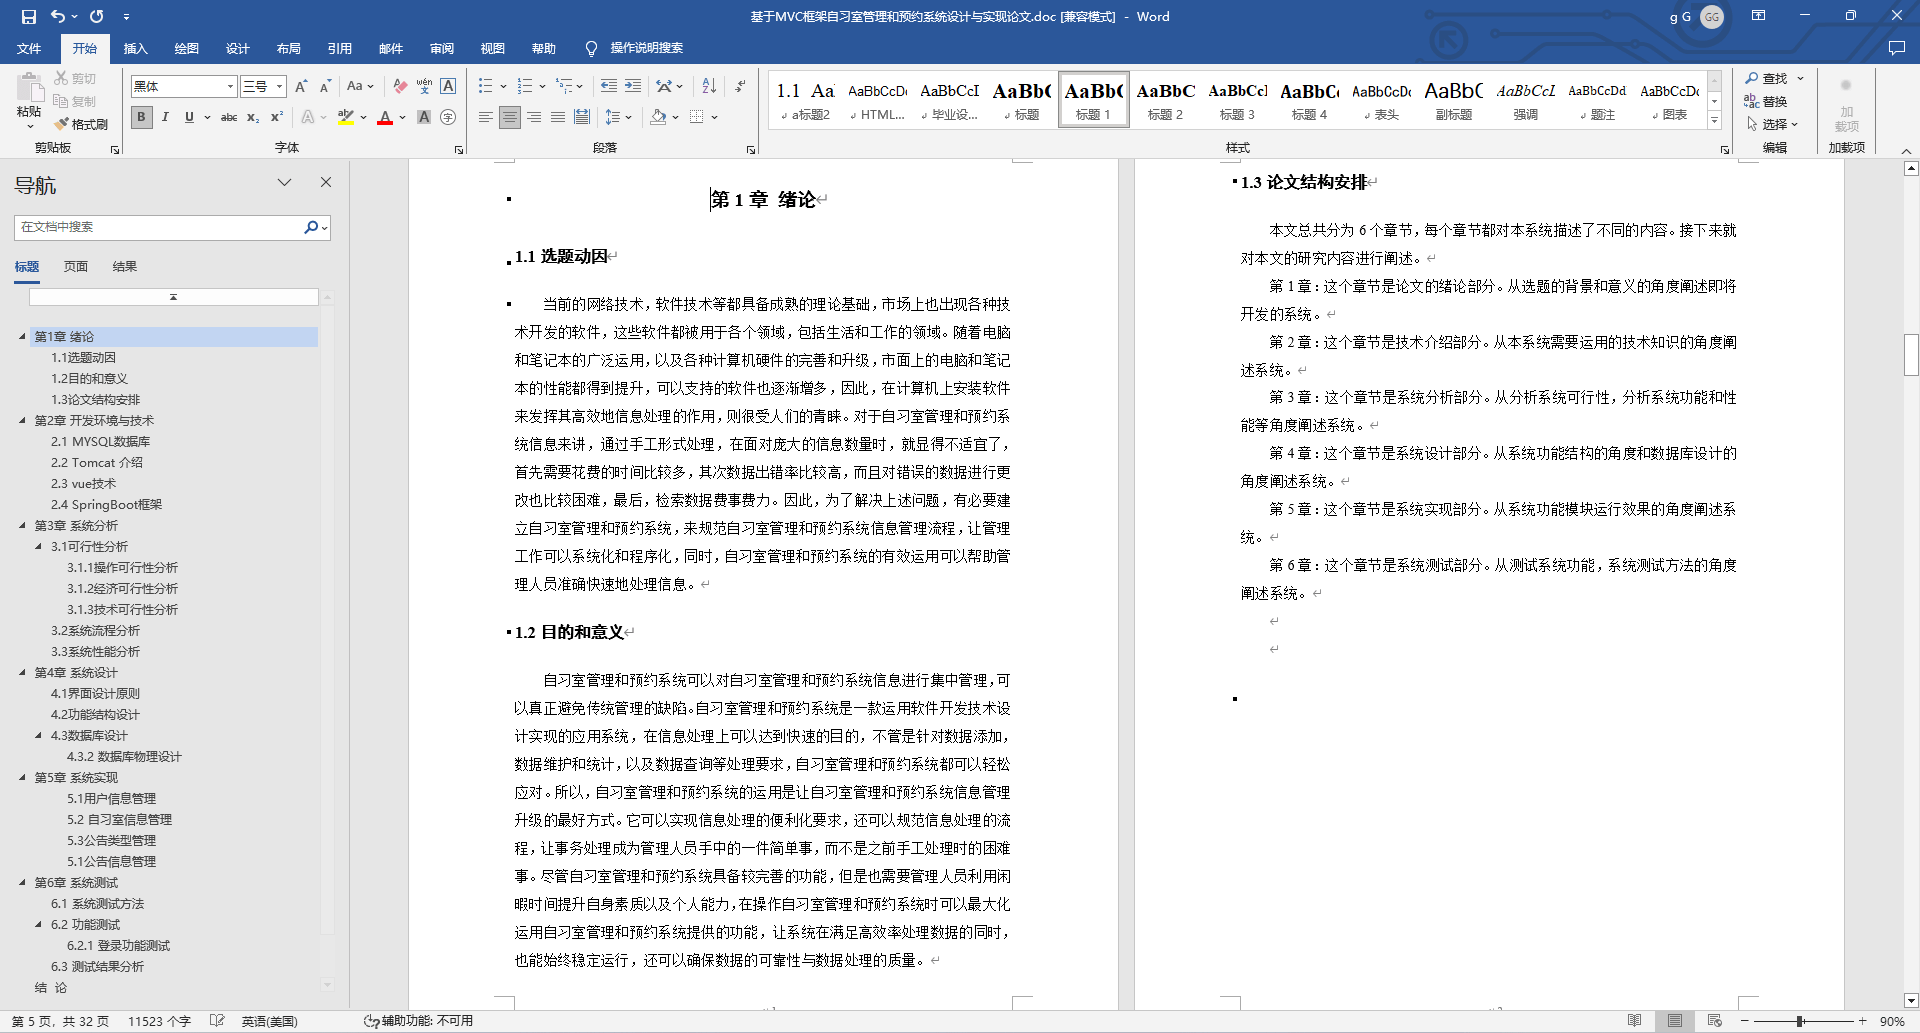 基于MVC框架自习室管理和预约系统设计与实现论文.doc [兼容模式] - Word
g G
GG
文件
开始
插入
绘图
设计
布局
引用
邮件
审阅
视图
帮助
操作说明搜索
粘贴
剪切
复制
格式刷
剪贴板
黑体
三号
字体
段落
1.1 Aa
a标题2
AaBbCcDc
HTML...
AaBbCcI
毕业设...
AaBb(
标题
AaBb(
标题 1
AaBbC
标题 2
AaBbCcl
标题 3
AaBbC(
标题 4
AaBbCcDc
表头
AaBbC
副标题
AaBbCcL
强调
AaBbCcDd
题注
AaBbCcDc
图表
样式
查找
替换
选择
编辑
加
载项
加载项
导航
在文档中搜索
标题
页面
结果
第1章 绪论
1.1选题动因
1.2目的和意义
1.3论文结构安排
第2章 开发环境与技术
2.1 MYSQL数据库
2.2 Tomcat 介绍
2.3 vue技术
2.4 SpringBoot框架
第3章 系统分析
3.1可行性分析
3.1.1操作可行性分析
3.1.2经济可行性分析
3.1.3技术可行性分析
3.2系统流程分析
3.3系统性能分析
第4章 系统设计
4.1界面设计原则
4.2功能结构设计
4.3数据库设计
4.3.2 数据库物理设计
第5章 系统实现
5.1用户信息管理
5.2 自习室信息管理
5.3公告类型管理
5.1公告信息管理
第6章 系统测试
6.1 系统测试方法
6.2 功能测试
6.2.1 登录功能测试
6.3 测试结果分析
结 论
第 1 章 绪论
1.1 选题动因
当前的网络技术，软件技术等都具备成熟的理论基础，市场上也出现各种技
术开发的软件，这些软件都被用于各个领域，包括生活和工作的领域。随着电脑
和笔记本的广泛运用，以及各种计算机硬件的完善和升级，市面上的电脑和笔记
本的性能都得到提升，可以支持的软件也逐渐增多，因此，在计算机上安装软件
来发挥其高效地信息处理的作用，则很受人们的青睐。对于自习室管理和预约系
统信息来讲，通过手工形式处理，在面对庞大的信息数量时，就显得不适宜了，
首先需要花费的时间比较多，其次数据出错率比较高，而且对错误的数据进行更
改也比较困难，最后，检索数据费事费力。因此，为了解决上述问题，有必要建
立自习室管理和预约系统，来规范自习室管理和预约系统信息管理流程，让管理
工作可以系统化和程序化，同时，自习室管理和预约系统的有效运用可以帮助管
理人员准确快速地处理信息。
1.2 目的和意义
自习室管理和预约系统可以对自习室管理和预约系统信息进行集中管理，可
以真正避免传统管理的缺陷。自习室管理和预约系统是一款运用软件开发技术设
计实现的应用系统，在信息处理上可以达到快速的目的，不管是针对数据添加，
数据维护和统计，以及数据查询等处理要求，自习室管理和预约系统都可以轻松
应对。所以，自习室管理和预约系统的运用是让自习室管理和预约系统信息管理
升级的最好方式。它可以实现信息处理的便利化要求，还可以规范信息处理的流
程，让事务处理成为管理人员手中的一件简单事，而不是之前手工处理时的困难
事。尽管自习室管理和预约系统具备较完善的功能，但是也需要管理人员利用闲
暇时间提升自身素质以及个人能力，在操作自习室管理和预约系统时可以最大化
运用自习室管理和预约系统提供的功能，让系统在满足高效率处理数据的同时，
也能始终稳定运行，还可以确保数据的可靠性与数据处理的质量。
1.3 论文结构安排
本文总共分为 6 个章节，每个章节都对本系统描述了不同的内容。接下来就
对本文的研究内容进行阐述。
第 1 章：这个章节是论文的绪论部分。从选题的背景和意义的角度阐述即将
开发的系统。
第 2 章：这个章节是技术介绍部分。从本系统需要运用的技术知识的角度阐
述系统。
第 3 章：这个章节是系统分析部分。从分析系统可行性，分析系统功能和性
能等角度阐述系统。
第 4 章：这个章节是系统设计部分。从系统功能结构的角度和数据库设计的
角度阐述系统。
第 5 章：这个章节是系统实现部分。从系统功能模块运行效果的角度阐述系
统。
第 6 章：这个章节是系统测试部分。从测试系统功能，系统测试方法的角度
阐述系统。
第 5 页，共 32 页
11523 个字
英语(美国)
辅助功能: 不可用
90%